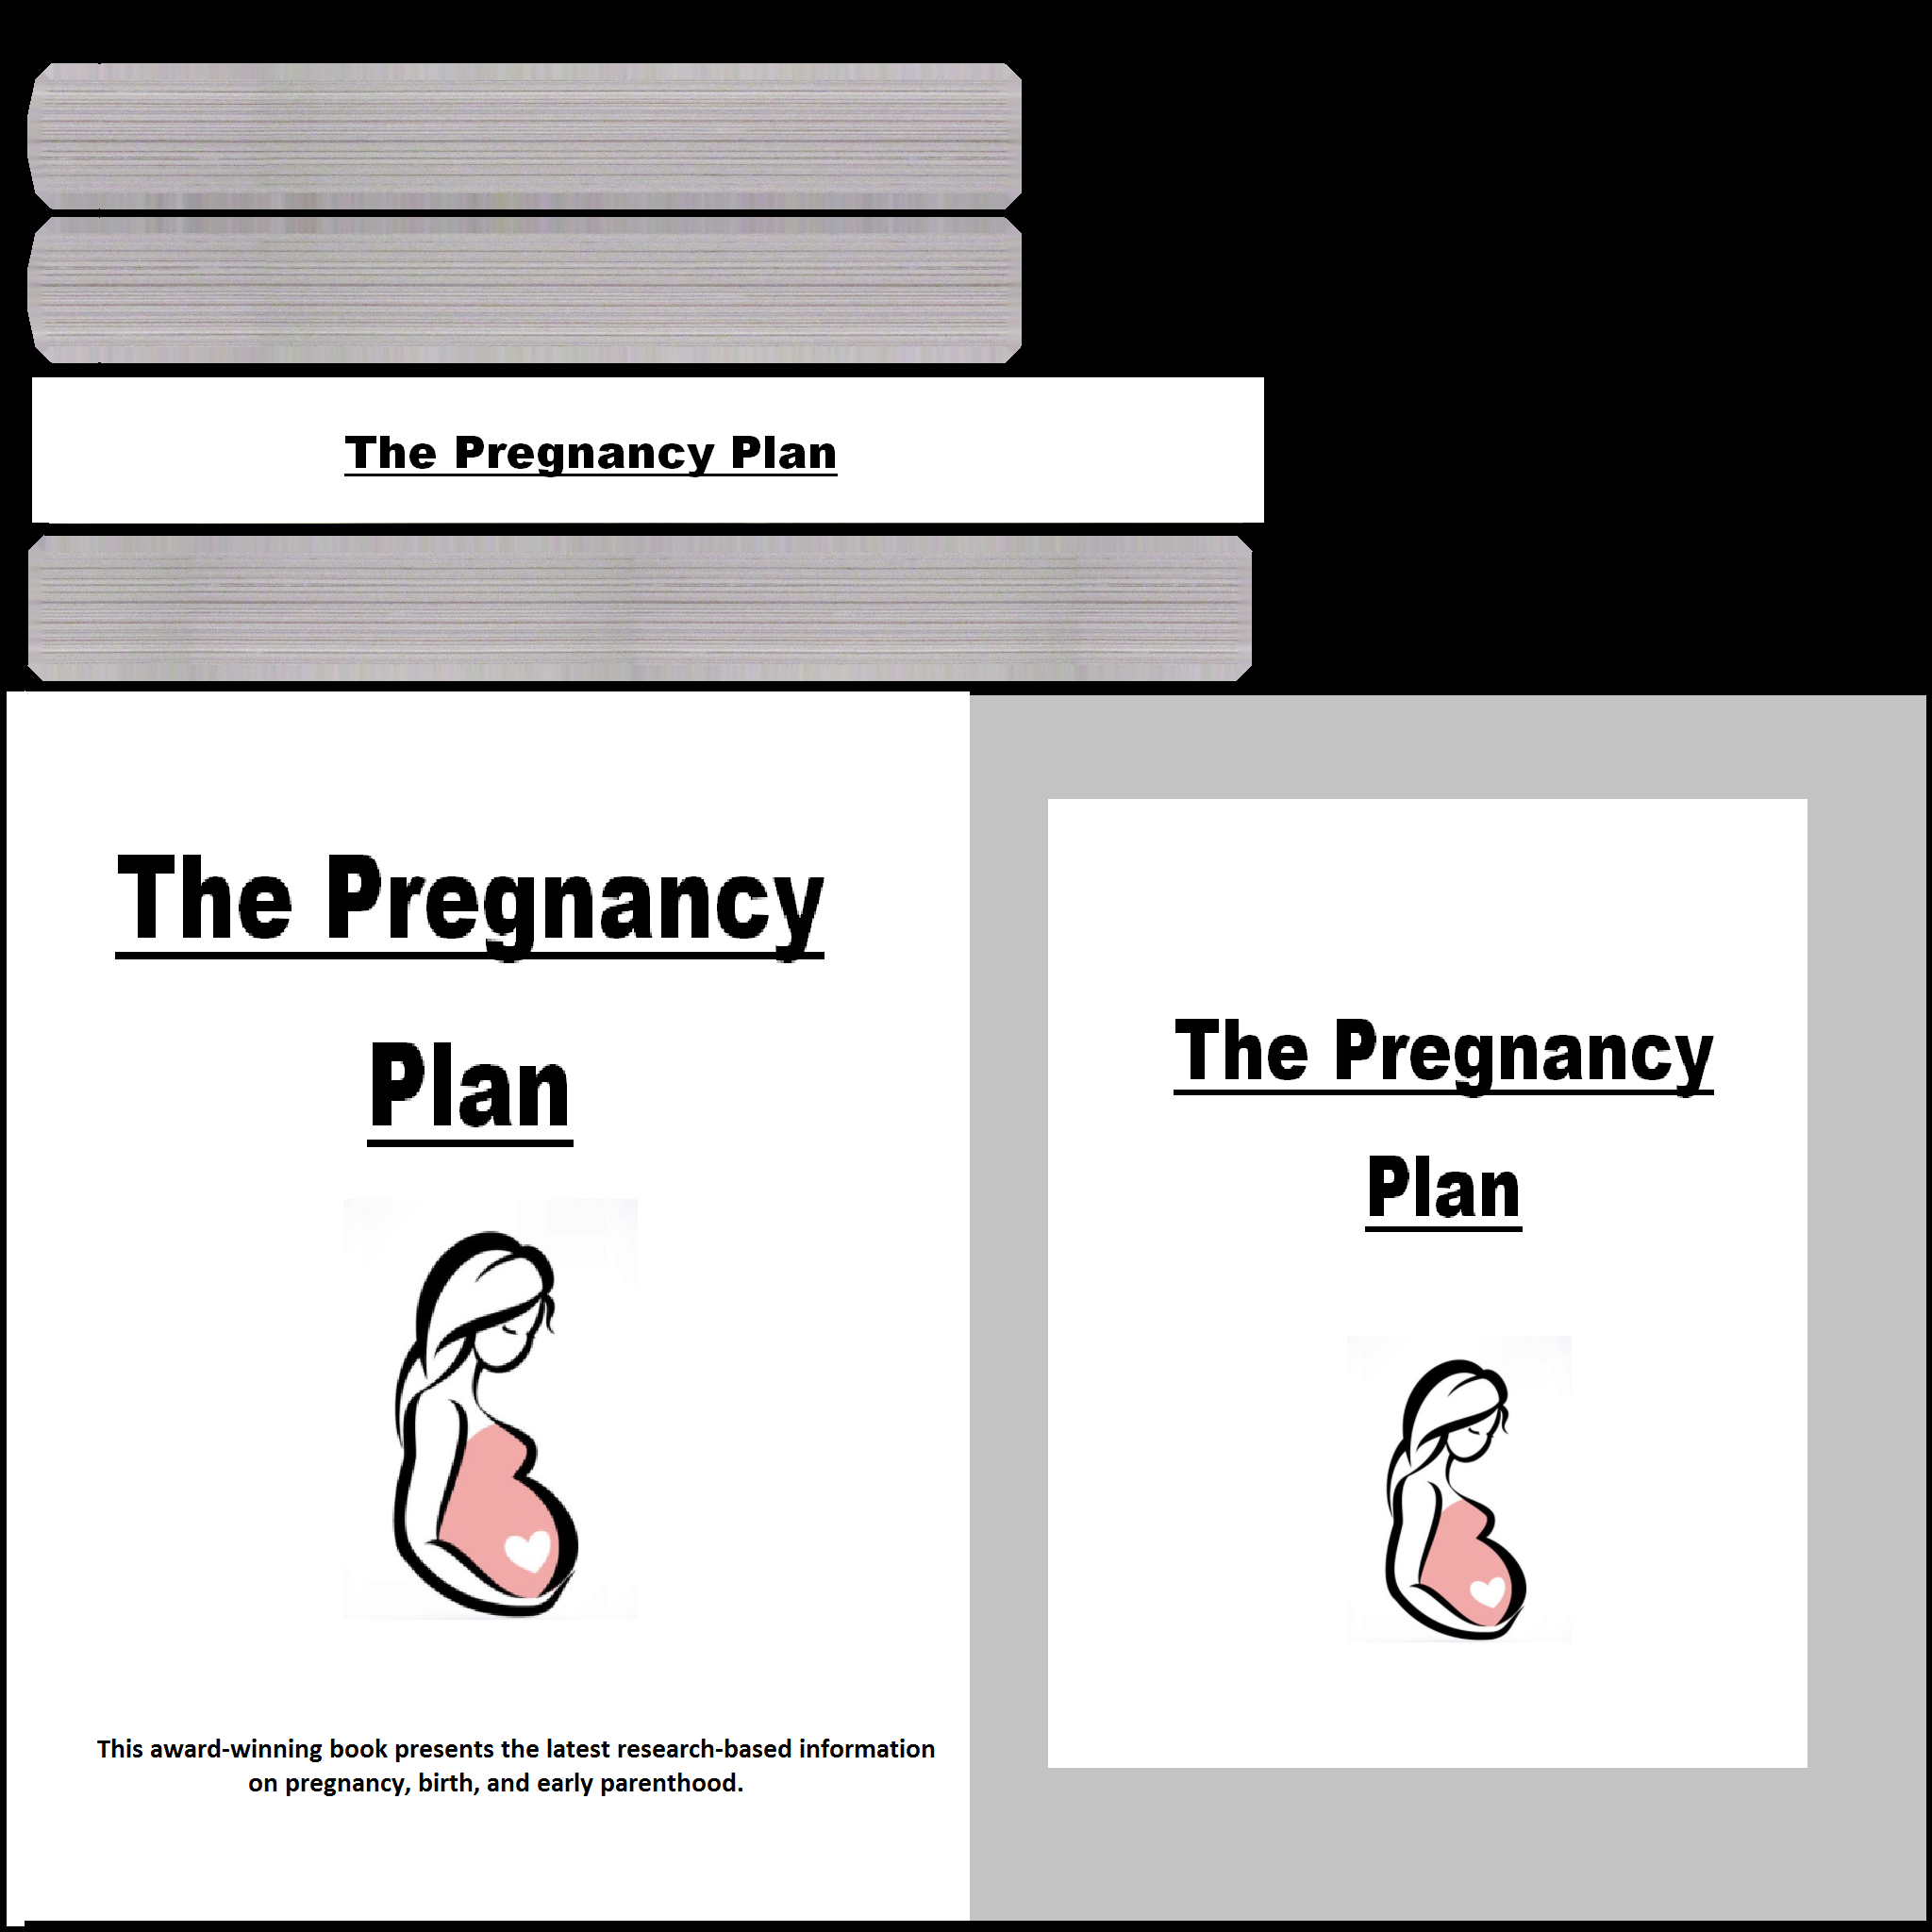 The Pregnancy Plan
The Pregnancy
Plan
This award-winning book presents the latest research-based information
on pregnancy, birth, and early parenthood.
The Pregnancy
Plan